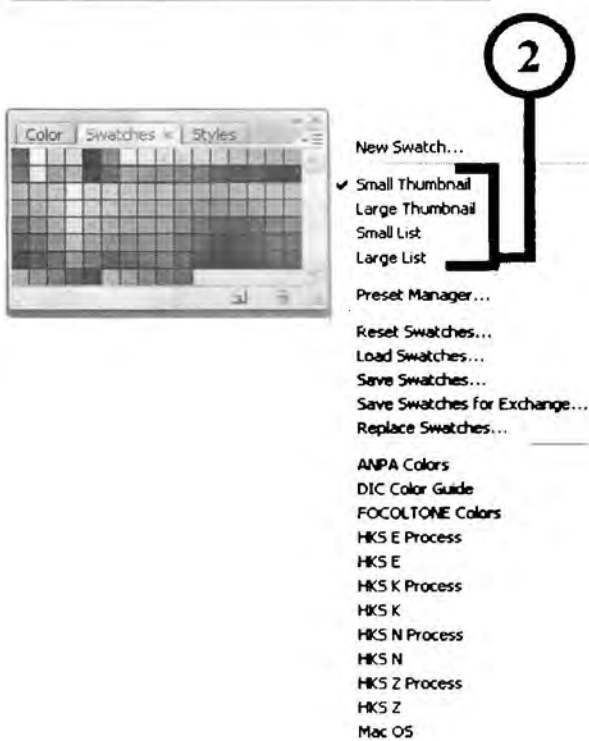 2
Color Swatches × Styles
New Swatch...
✔ Small Thumbnail
Large Thumbnail
Small List
Large List
Preset Manager...
Reset Swatches...
Load Swatches...
Save Swatches...
Save Swatches for Exchange...
Replace Swatches...
ANPA Colors
DIC Color Guide
FOCOLTONE Colors
HKS E Process
HKS E
HKS K Process
HKS K
HKS N Process
HKS N
HKS Z Process
HKS Z
Mac OS